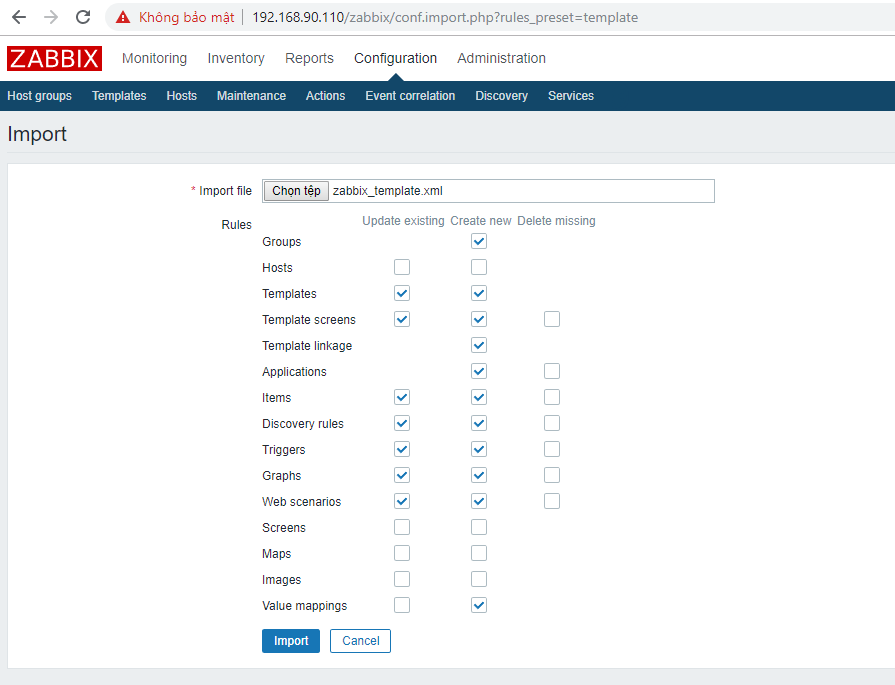 Không bảo mật 192.168.90.110/zabbix/conf.import.php?rules_preset=template
ZABBIX Monitoring Inventory Reports Configuration Administration
Host groups Templates Hosts Maintenance Actions Event correlation Discovery Services
Import
* Import file Chọn tệp zabbix_template.xml
Rules Update existing Create new Delete missing
Groups
Hosts
Templates
Template screens
Template linkage
Applications
Items
Discovery rules
Triggers
Graphs
Web scenarios
Screens
Maps
Images
Value mappings
Import Cancel